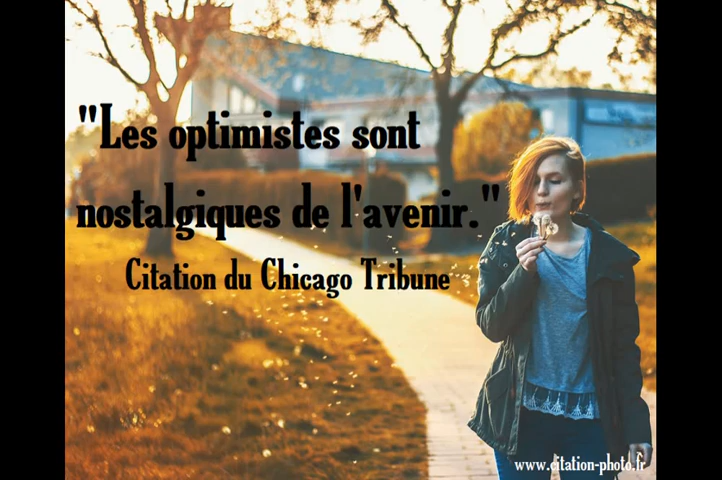 "Les optimistes sont
nostalgiques de l'avenir."
Citation du Chicago Tribune
www.citation-photo.fr